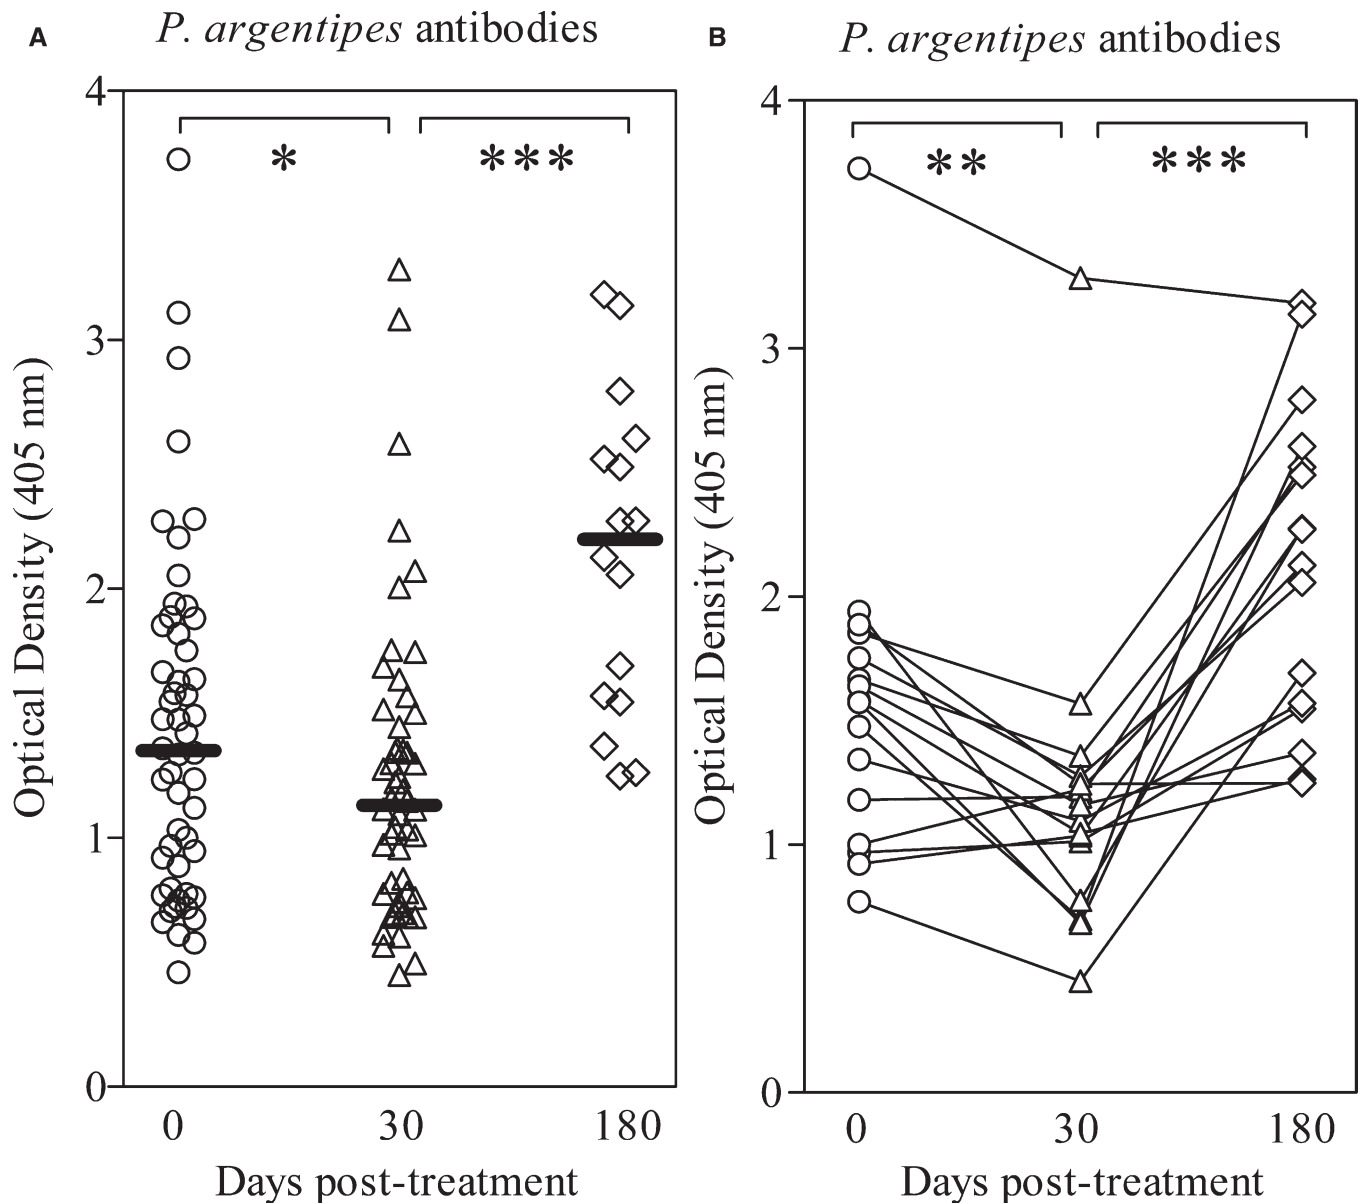 A
P. argentipes antibodies
4
3
2
1
0
* ***
Optical Density (405 nm)
0 30 180
Days post-treatment
B
P. argentipes antibodies
4
3
2
1
0
** ***
Optical Density (405 nm)
0 30 180
Days post-treatment